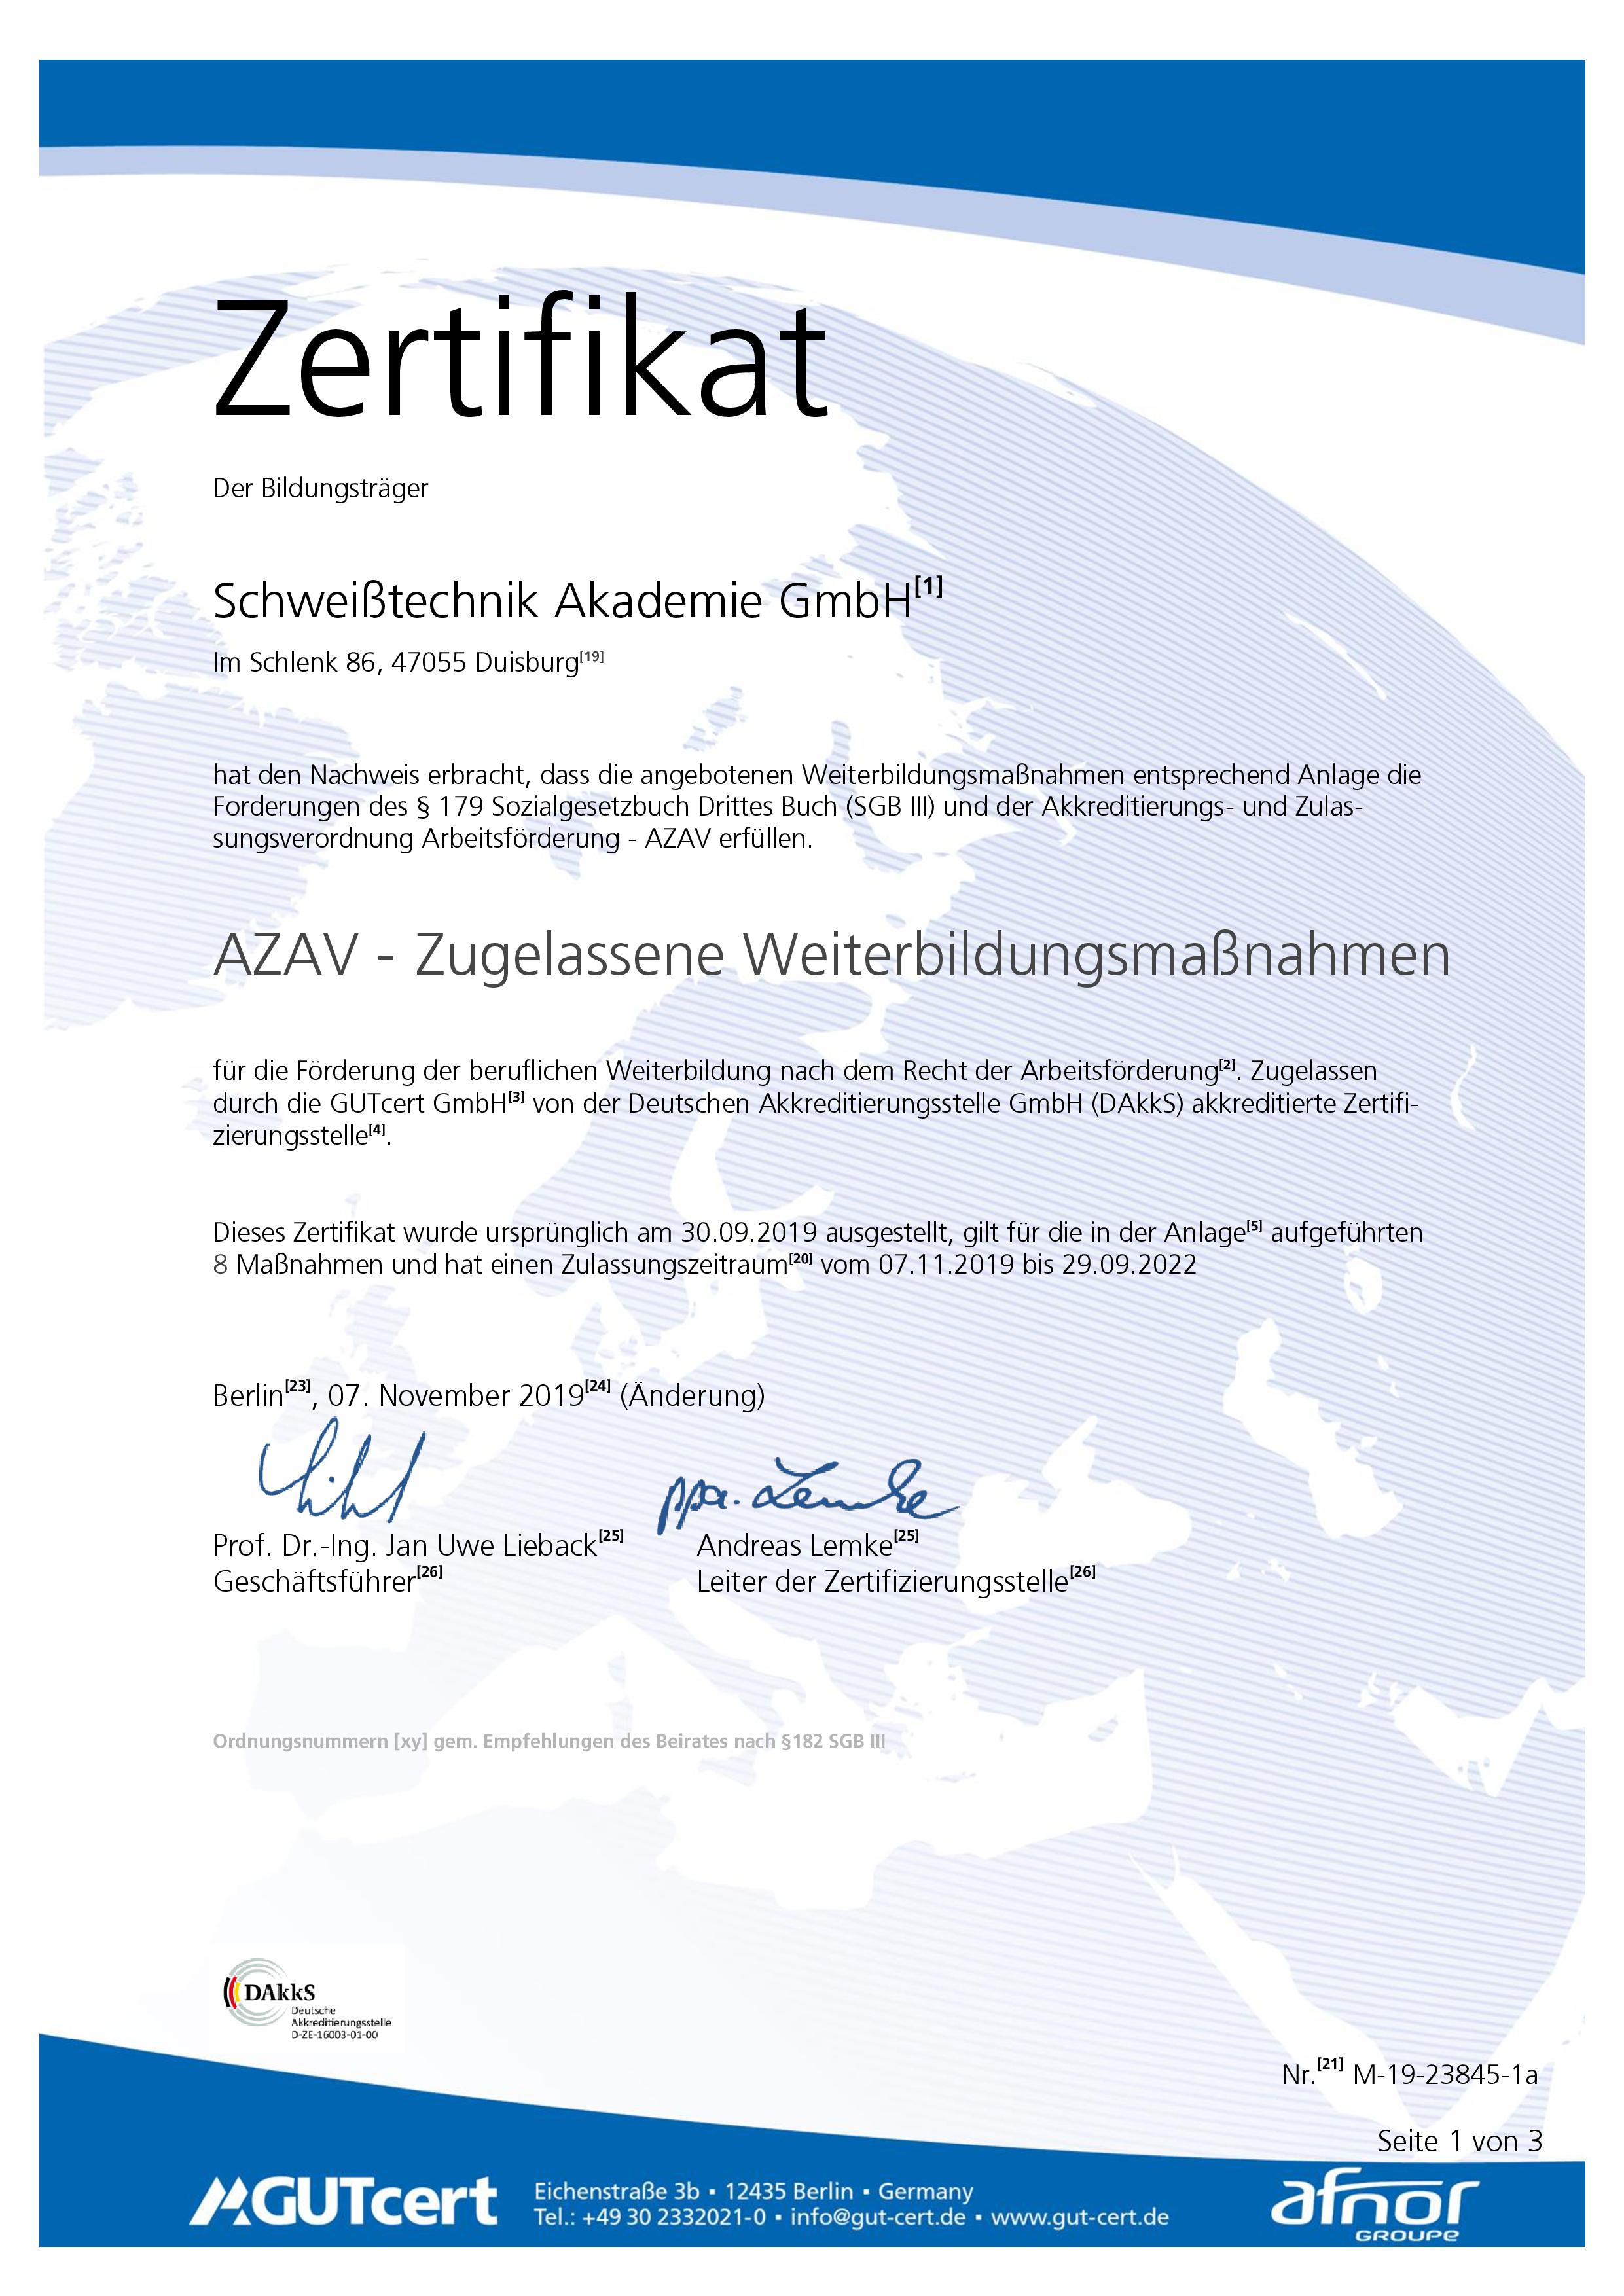 Zertifikat
Der Bildungsträger
Schweißtechnik Akademie GmbH[1]
Im Schlenk 86, 47055 Duisburg[19]
hat den Nachweis erbracht, dass die angebotenen Weiterbildungsmaßnahmen entsprechend Anlage die
Forderungen des § 179 Sozialgesetzbuch Drittes Buch (SGB III) und der Akkreditierungs- und Zulas-
sungsverordnung Arbeitsförderung - AZAV erfüllen.
AZAV - Zugelassene Weiterbildungsmaßnahmen
für die Förderung der beruflichen Weiterbildung nach dem Recht der Arbeitsförderung[2]. Zugelassen
durch die GUTcert GmbH[3] von der Deutschen Akkreditierungsstelle GmbH (DAkkS) akkreditierte Zertifi-
zierungsstelle[4].
Dieses Zertifikat wurde ursprünglich am 30.09.2019 ausgestellt, gilt für die in der Anlage[5] aufgeführten
8 Maßnahmen und hat einen Zulassungszeitraum[20] vom 07.11.2019 bis 29.09.2022
Berlin[23], 07. November 2019[24] (Änderung)
ppa. Lemke
Prof. Dr.-Ing. Jan Uwe Lieback[25] Andreas Lemke[25]
Geschäftsführer[26] Leiter der Zertifizierungsstelle[26]
Ordnungsnummern [xy] gem. Empfehlungen des Beirates nach §182 SGB III
DAkkS
Deutsche
Akkreditierungsstelle
D-ZE-16003-01-00
Nr.[21] M-19-23845-1a
Seite 1 von 3
GUTcert
Eichenstraße 3b ▪ 12435 Berlin ▪ Germany
Tel.: +49 30 2332021-0 ▪ info@gut-cert.de ▪ www.gut-cert.de
afnor
GROUPE